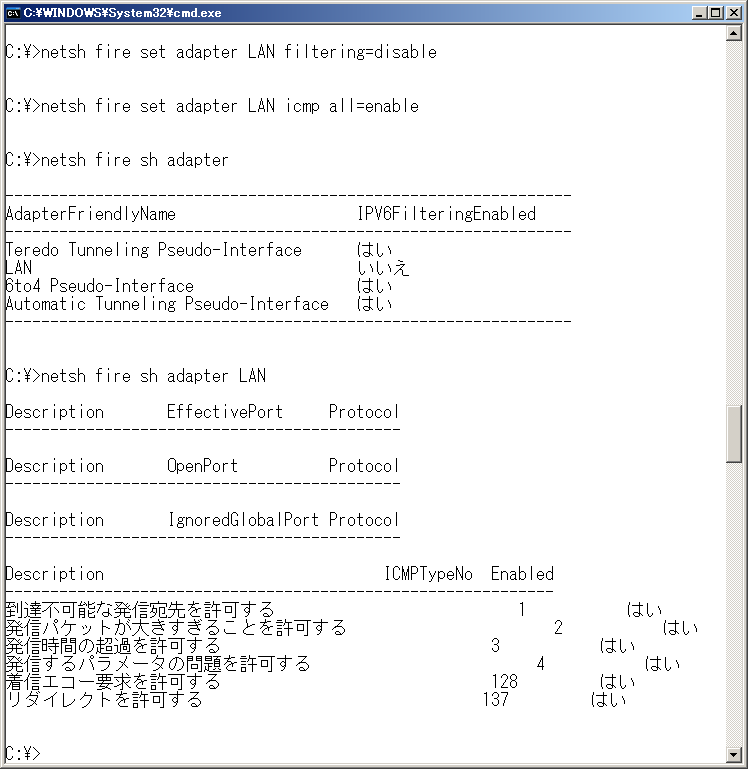 C:¥WINDOWS¥System32¥cmd.exe
C:¥>netsh fire set adapter LAN filtering=disable
C:¥>netsh fire set adapter LAN icmp all=enable
C:¥>netsh fire sh adapter
---------------------------------------------------------------
AdapterFriendlyName                    IPV6FilteringEnabled
---------------------------------------------------------------
Teredo Tunneling Pseudo-Interface      はい
LAN                                    いいえ
6to4 Pseudo-Interface                  はい
Automatic Tunneling Pseudo-Interface   はい
---------------------------------------------------------------
C:¥>netsh fire sh adapter LAN
Description       EffectivePort     Protocol
--------------------------------------------
Description       OpenPort          Protocol
--------------------------------------------
Description       IgnoredGlobalPort Protocol
--------------------------------------------
Description                               ICMPTypeNo  Enabled
-------------------------------------------------------------
到達不可能な発信宛先を許可する                           1           はい
発信パケットが大きすぎることを許可する                       2           はい
発信時間の超過を許可する                              3           はい
発信するパラメータの問題を許可する                         4           はい
着信エコー要求を許可する                              128         はい
リダイレクトを許可する                               137         はい
C:¥>